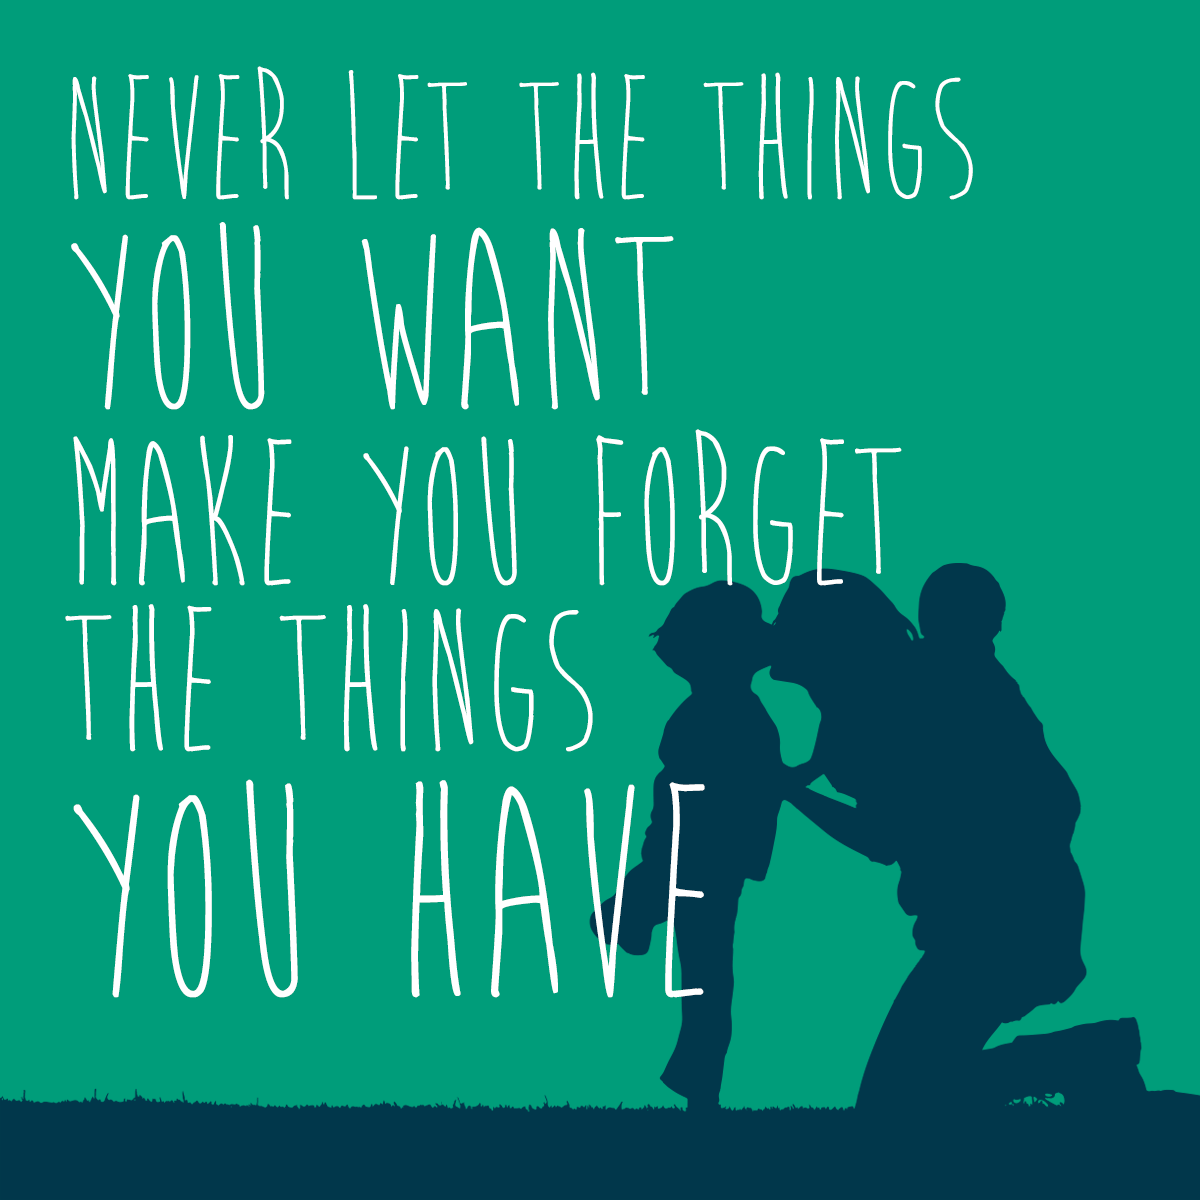 NEVER LET THE THINGS
YOU WANT
MAKE YOU FORGET
THE THINGS
YOU HAVE